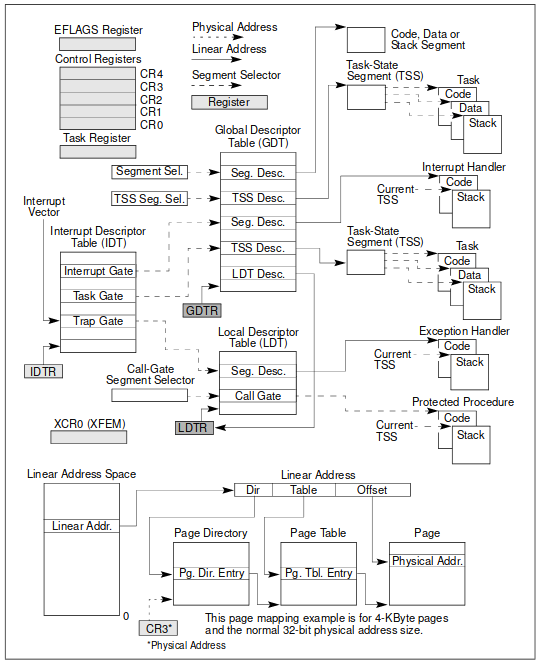 EFLAGS Register
Control Registers
CR4
CR3
CR2
CR1
CR0
Task Register
Physical Address
Linear Address
Segment Selector
Register
Code, Data or
Stack Segment
Task-State
Segment (TSS)
Task
Code
Data
Stack
Global Descriptor
Table (GDT)
Segment Sel.
Seg. Desc.
TSS Seg. Sel.
TSS Desc.
Seg. Desc.
TSS Desc.
LDT Desc.
GDTR
Interrupt Handler
Code
Current
TSS
Stack
Interrupt
Vector
Interrupt Descriptor
Table (IDT)
Interrupt Gate
Task Gate
Trap Gate
IDTR
Task-State
Segment (TSS)
Task
Code
Data
Stack
Local Descriptor
Table (LDT)
Seg. Desc.
Call Gate
Call-Gate
Segment Selector
LDTR
XCR0 (XFEM)
Exception Handler
Code
Current
TSS
Stack
Protected Procedure
Code
Current
TSS
Stack
Linear Address Space
Linear Addr.
0
Linear Address
Dir
Table
Offset
Page Directory
Pg. Dir. Entry
Page Table
Pg. Tbl. Entry
Page
Physical Addr.
CR3*
*Physical Address
This page mapping example is for 4-KByte pages
and the normal 32-bit physical address size.